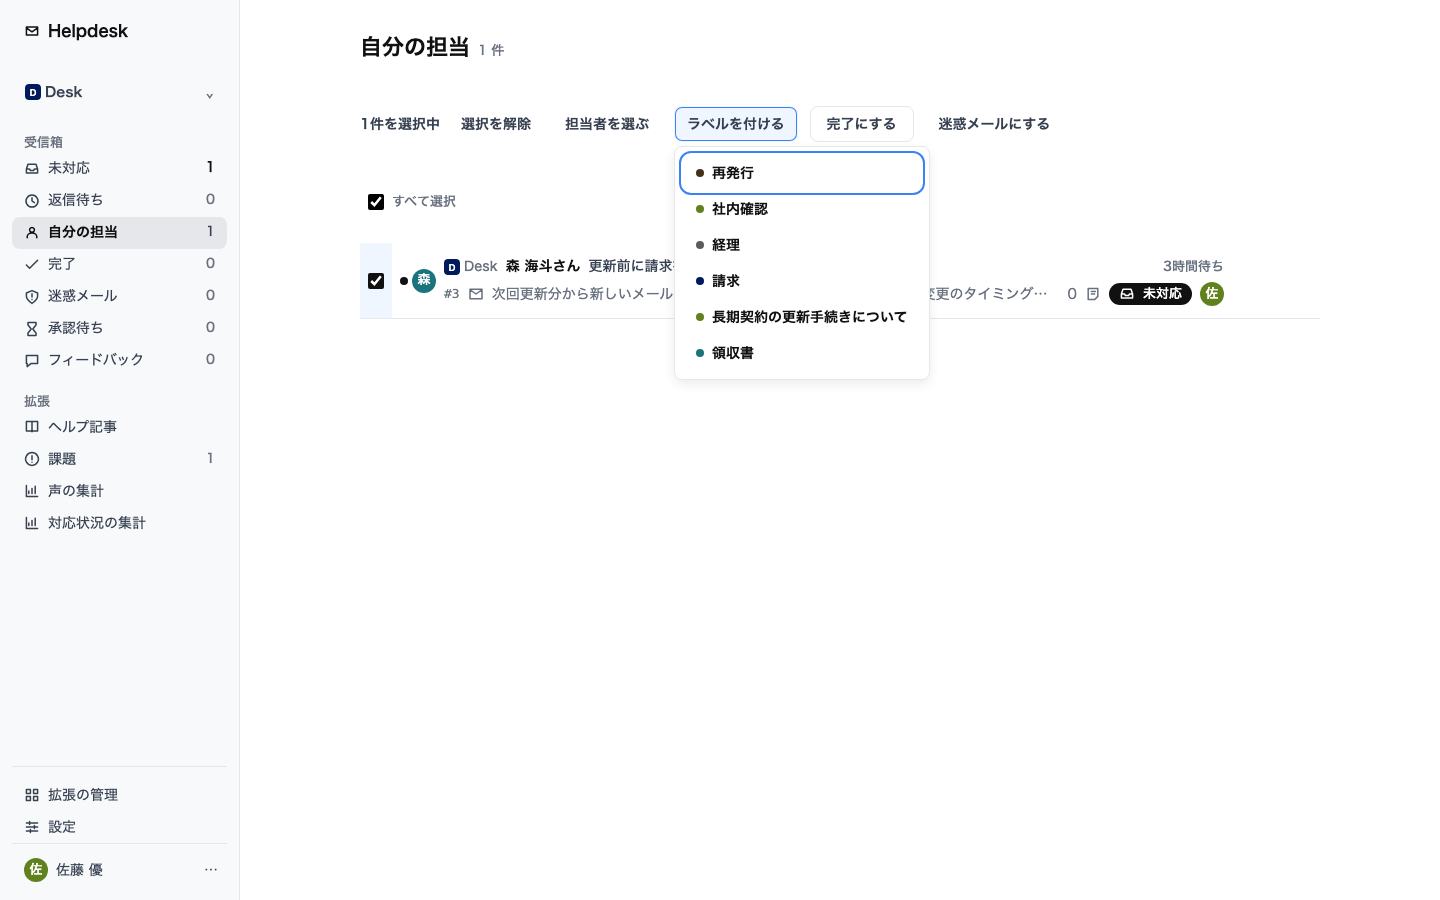 Helpdesk
D Desk
受信箱
未対応 1
返信待ち 0
自分の担当 1
完了 0
迷惑メール 0
承認待ち 0
フィードバック 0
拡張
ヘルプ記事
課題 1
声の集計
対応状況の集計
拡張の管理
設定
佐 佐藤 優 …
自分の担当 1 件
1件を選択中 選択を解除 担当者を選ぶ ラベルを付ける 完了にする 迷惑メールにする
再発行
社内確認
経理
請求
長期契約の更新手続きについて
領収書
すべて選択
森 D Desk 森 海斗さん 更新前に請求 3時間待ち
#3 次回更新分から新しいメール 変更のタイミング… 0 未対応 佐